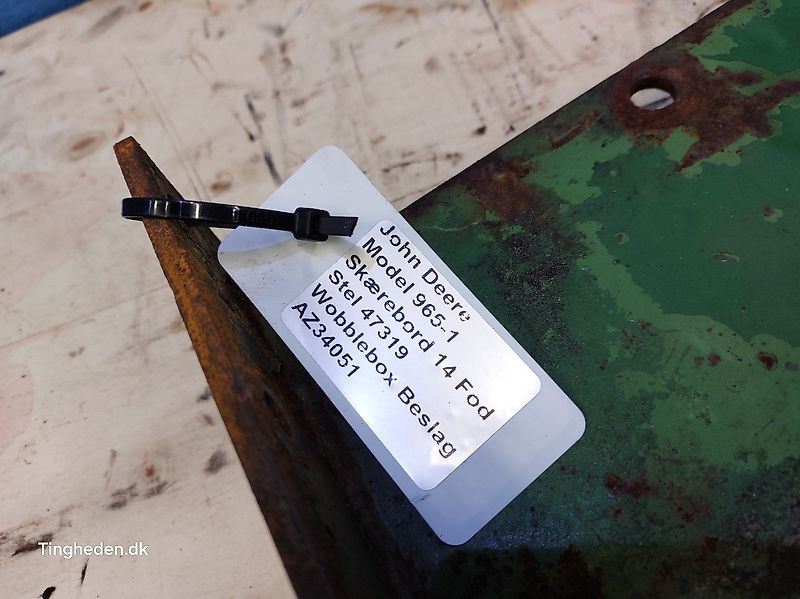 John Deere
Model 965-1
Skærebord 14 Fod
Stel 47319
Wobblebox Beslag
AZ34051
Tingheden.dk